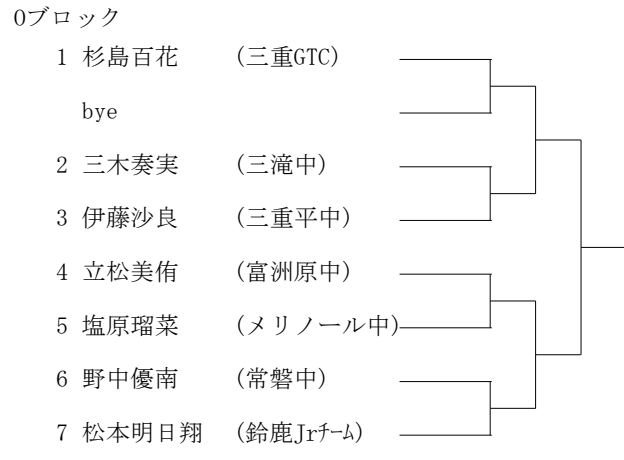 0ブロック
1 杉島百花 (三重GTC)
bye
2 三木奏実 (三滝中)
3 伊藤沙良 (三重平中)
4 立松美侑 (富洲原中)
5 塩原瑠菜 (メリノール中)
6 野中優南 (常磐中)
7 松本明日翔 (鈴鹿Jrチーム)